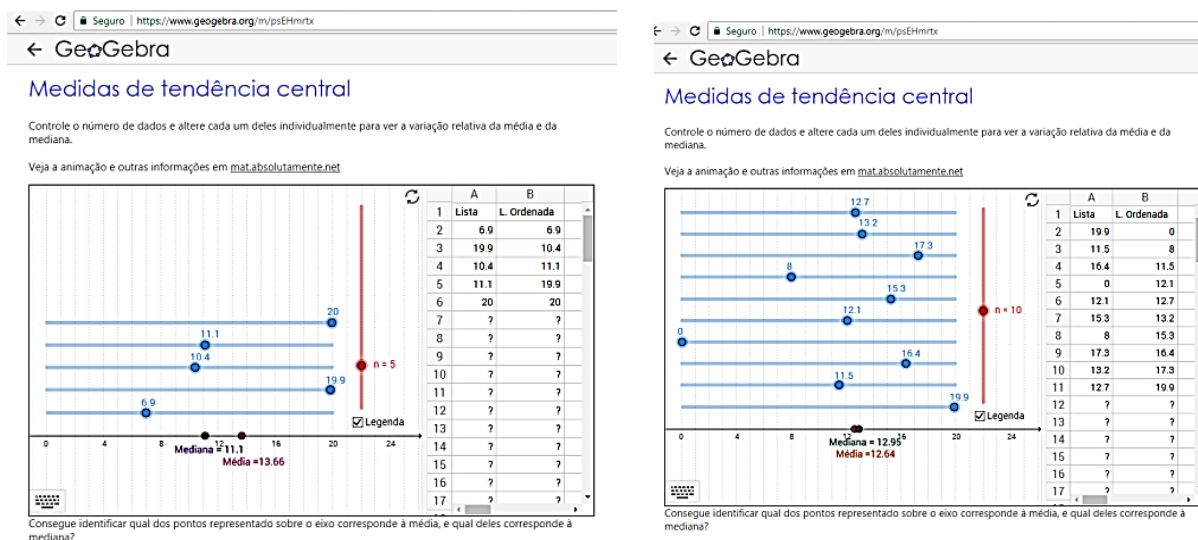 Seguro | https://www.geogebra.org/m/psEHmrtx
GeoGebra
Medidas de tendência central
Controle o número de dados e altere cada um deles individualmente para ver a variação relativa da média e da
mediana.
Veja a animação e outras informações em mat.absolutamente.net
20
11.1
10.4
19.9
6.9
n = 5
Legenda
0 4 8 12 16 20 24
Mediana = 11.1
Média =13.66
A B
1 Lista L. Ordenada
2 6.9 6.9
3 19.9 10.4
4 10.4 11.1
5 11.1 19.9
6 20 20
7 ? ?
8 ? ?
9 ? ?
10 ? ?
11 ? ?
12 ? ?
13 ? ?
14 ? ?
15 ? ?
16 ? ?
17 ? ?
Consegue identificar qual dos pontos representado sobre o eixo corresponde à média, e qual deles corresponde à
mediana?
Seguro | https://www.geogebra.org/m/psEHmrtx
GeoGebra
Medidas de tendência central
Controle o número de dados e altere cada um deles individualmente para ver a variação relativa da média e da
mediana.
Veja a animação e outras informações em mat.absolutamente.net
12.7
13.2
17.3
8
15.3
12.1
0
16.4
11.5
19.9
n = 10
Legenda
0 4 8 12 16 20 24
Mediana = 12.95
Média =12.64
A B
1 Lista L. Ordenada
2 19.9 0
3 11.5 8
4 16.4 11.5
5 0 12.1
6 12.1 12.7
7 15.3 13.2
8 8 15.3
9 17.3 16.4
10 13.2 17.3
11 12.7 19.9
12 ? ?
13 ? ?
14 ? ?
15 ? ?
16 ? ?
17 ? ?
Consegue identificar qual dos pontos representado sobre o eixo corresponde à média, e qual deles corresponde à
mediana?